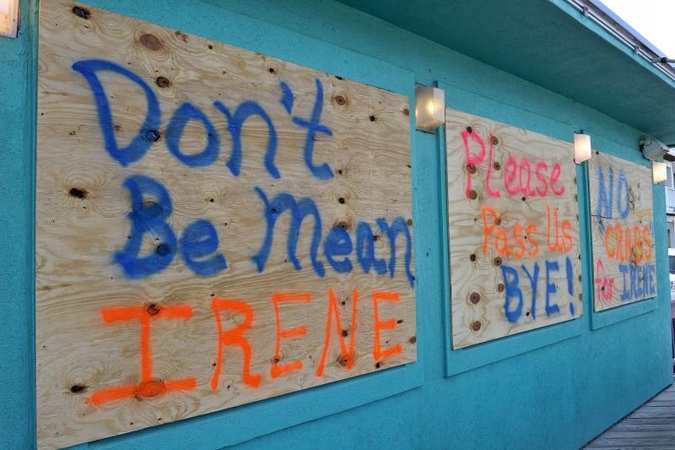 Don't
Be Mean
IRENE
Please
Pass Us
BYE!
NO
"CRABS"
for IRENE